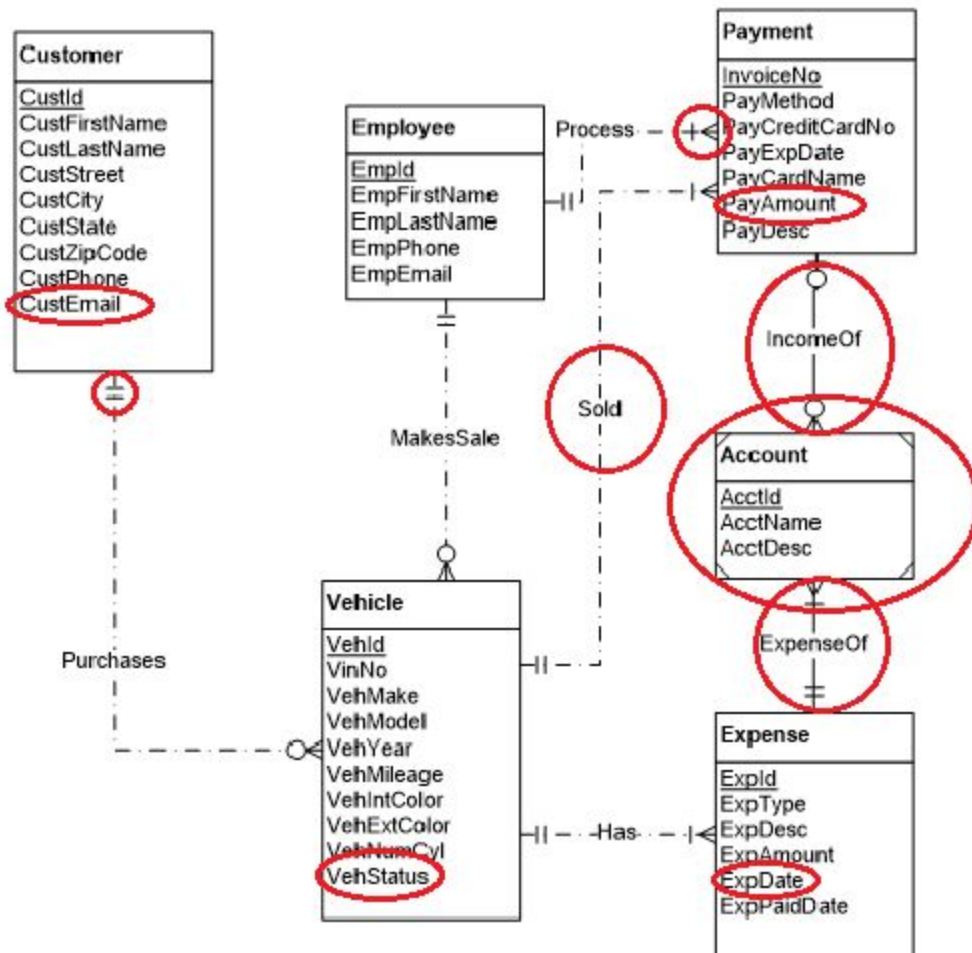 Customer
CustId
CustFirstName
CustLastName
CustStreet
CustCity
CustState
CustZipCode
CustPhone
CustEmail
Employee
EmpId
EmpFirstName
EmpLastName
EmpPhone
EmpEmail
Process
Payment
InvoiceNo
PayMethod
PayCreditCardNo
PayExpDate
PayCardName
PayAmount
PayDesc
IncomeOf
Sold
MakesSale
Account
AcctId
AcctName
AcctDesc
ExpenseOf
Purchases
Vehicle
VehId
VinNo
VehMake
VehModell
VehYear
VehMileage
VehIntColor
VehExtColor
VehNumCyl
VehStatus
Has
Expense
ExpId
ExpType
ExpDesc
ExpAmount
ExpDate
ExpPaidDate